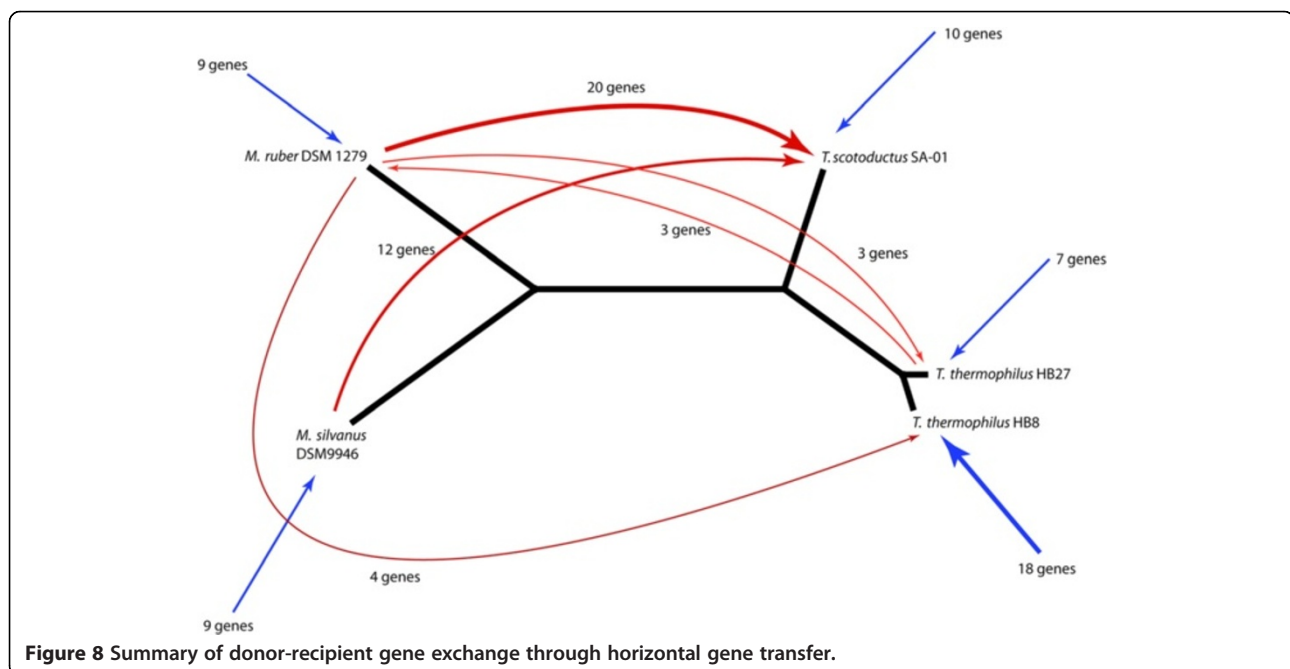 10 genes
9 genes
20 genes
M. ruber DSM 1279
T. scotoductus SA-01
3 genes
12 genes
3 genes
7 genes
T. thermophilus HB27
T. thermophilus HB8
M. silvanus
DSM9946
18 genes
4 genes
9 genes
Figure 8 Summary of donor-recipient gene exchange through horizontal gene transfer.